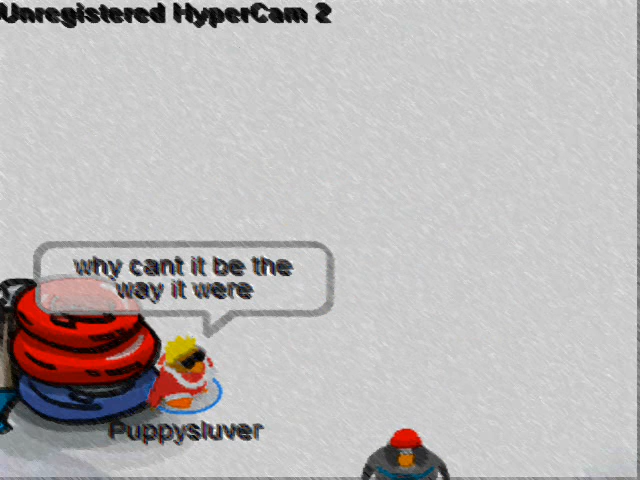 Unregistered HyperCam 2
why cant it be the
way it were
Puppysluver